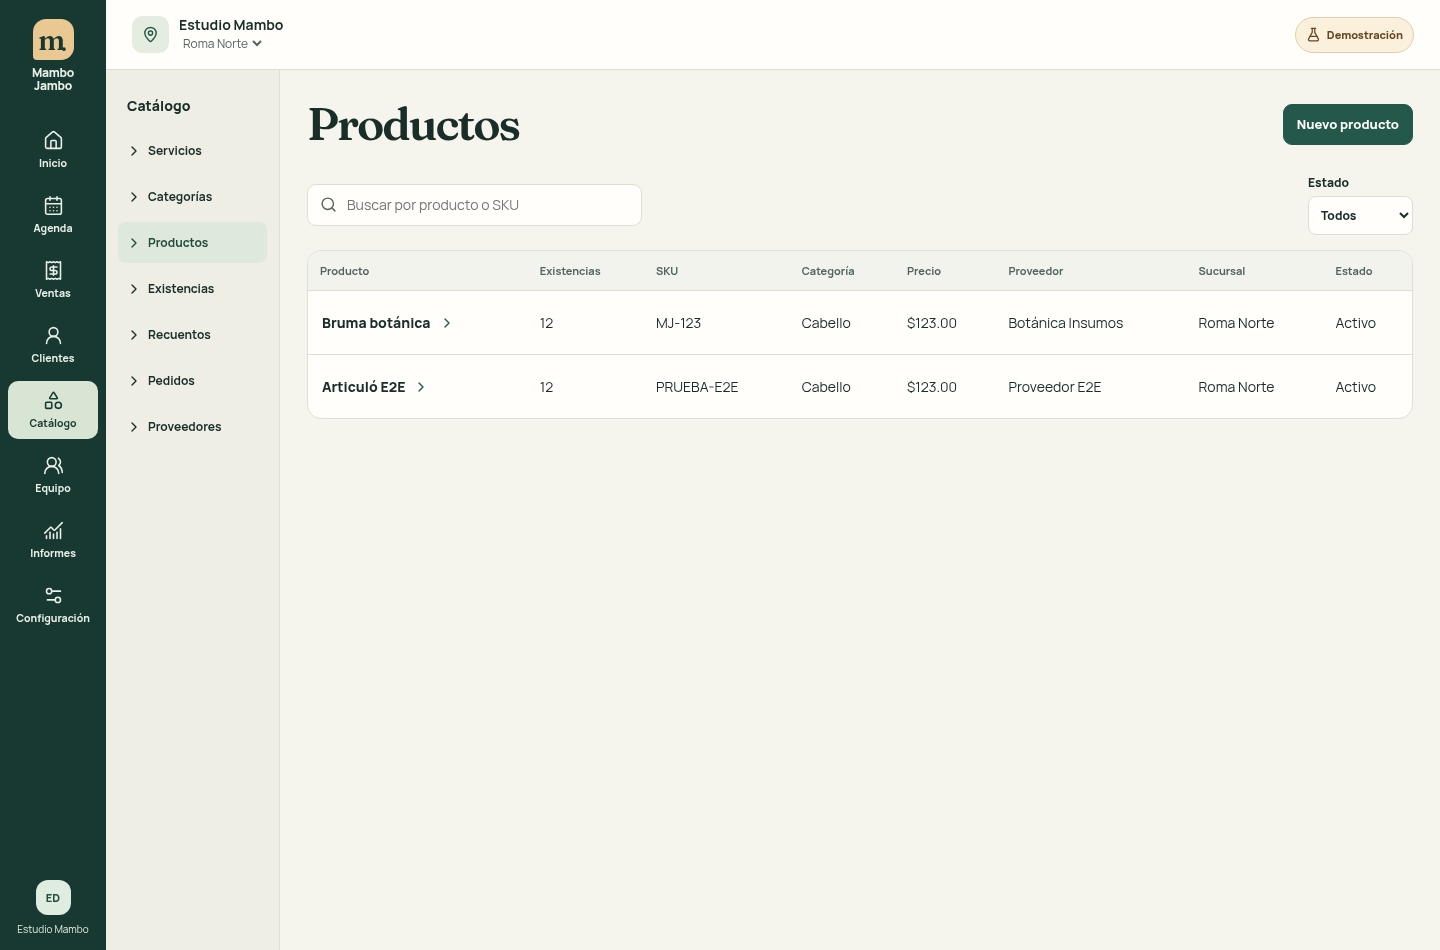 m.
Mambo
Jambo
Inicio
Agenda
Ventas
Clientes
Catálogo
Equipo
Informes
Configuración
ED
Estudio Mambo
Estudio Mambo
Roma Norte
Demostración
Catálogo
Servicios
Categorías
Productos
Existencias
Recuentos
Pedidos
Proveedores
Productos
Nuevo producto
Buscar por producto o SKU
Estado
Todos
Producto Existencias SKU Categoría Precio Proveedor Sucursal Estado
Bruma botánica 12 MJ-123 Cabello $123.00 Botánica Insumos Roma Norte Activo
Articuló E2E 12 PRUEBA-E2E Cabello $123.00 Proveedor E2E Roma Norte Activo